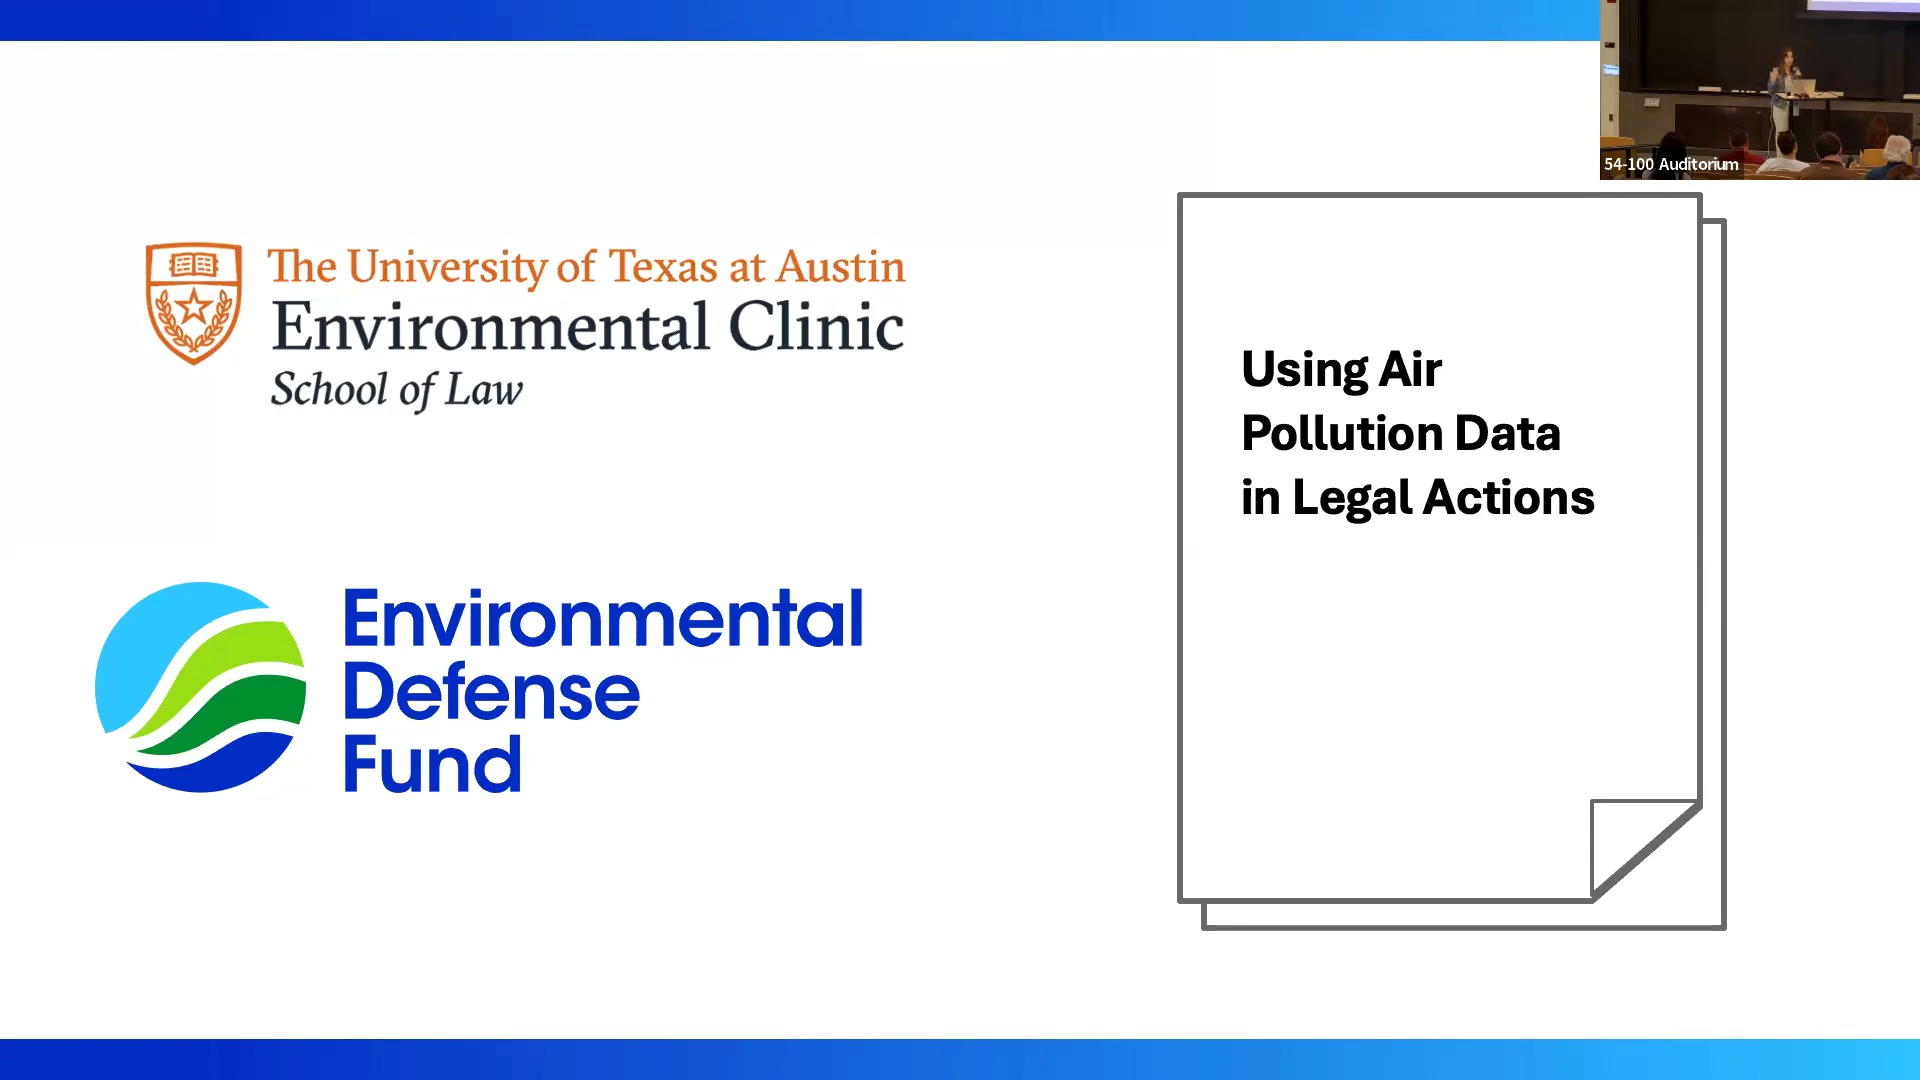 54-100 Auditorium
The University of Texas at Austin
Environmental Clinic
School of Law
Using Air
Pollution Data
in Legal Actions
Environmental
Defense
Fund